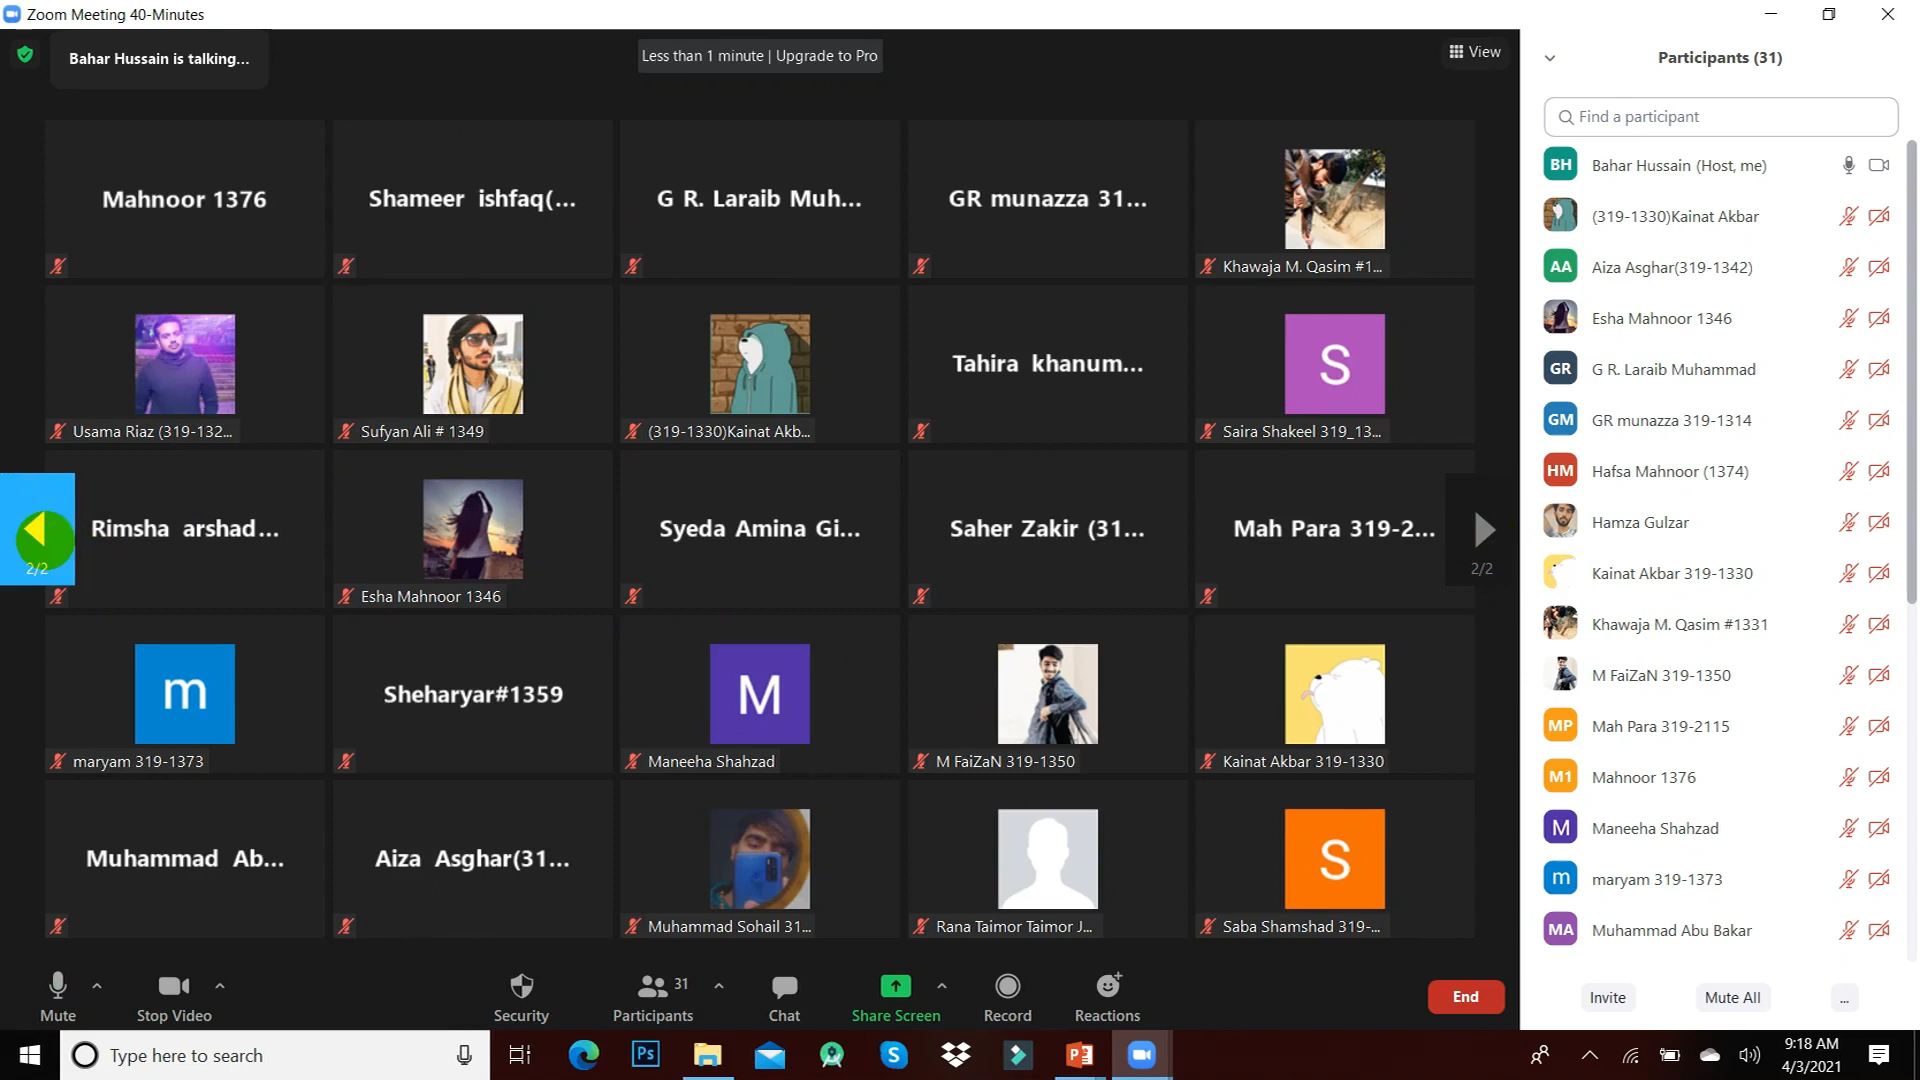 Zoom Meeting 40-Minutes
Bahar Hussain is talking...
Less than 1 minute | Upgrade to Pro
View
Mahnoor 1376
Shameer ishfaq(...
G R. Laraib Muh...
GR munazza 31...
Khawaja M. Qasim #1...
Usama Riaz (319-132...
Sufyan Ali # 1349
(319-1330)Kainat Akb...
Tahira khanum...
S
Saira Shakeel 319_13...
2/2
Rimsha arshad...
Esha Mahnoor 1346
Syeda Amina Gi...
Saher Zakir (31...
Mah Para 319-2...
2/2
m
maryam 319-1373
Sheharyar#1359
M
Maneeha Shahzad
M FaiZaN 319-1350
Kainat Akbar 319-1330
Muhammad Ab...
Aiza Asghar(31...
Muhammad Sohail 31...
Rana Taimor Taimor J...
S
Saba Shamshad 319-...
Mute
Stop Video
Security
31
Participants
Chat
Share Screen
Record
Reactions
End
Participants (31)
Find a participant
BH Bahar Hussain (Host, me)
(319-1330)Kainat Akbar
AA Aiza Asghar(319-1342)
Esha Mahnoor 1346
GR G R. Laraib Muhammad
GM GR munazza 319-1314
HM Hafsa Mahnoor (1374)
Hamza Gulzar
Kainat Akbar 319-1330
Khawaja M. Qasim #1331
M FaiZaN 319-1350
MP Mah Para 319-2115
M1 Mahnoor 1376
M Maneeha Shahzad
m maryam 319-1373
MA Muhammad Abu Bakar
Invite
Mute All
...
Type here to search
Ps
S
P
9:18 AM
4/3/2021